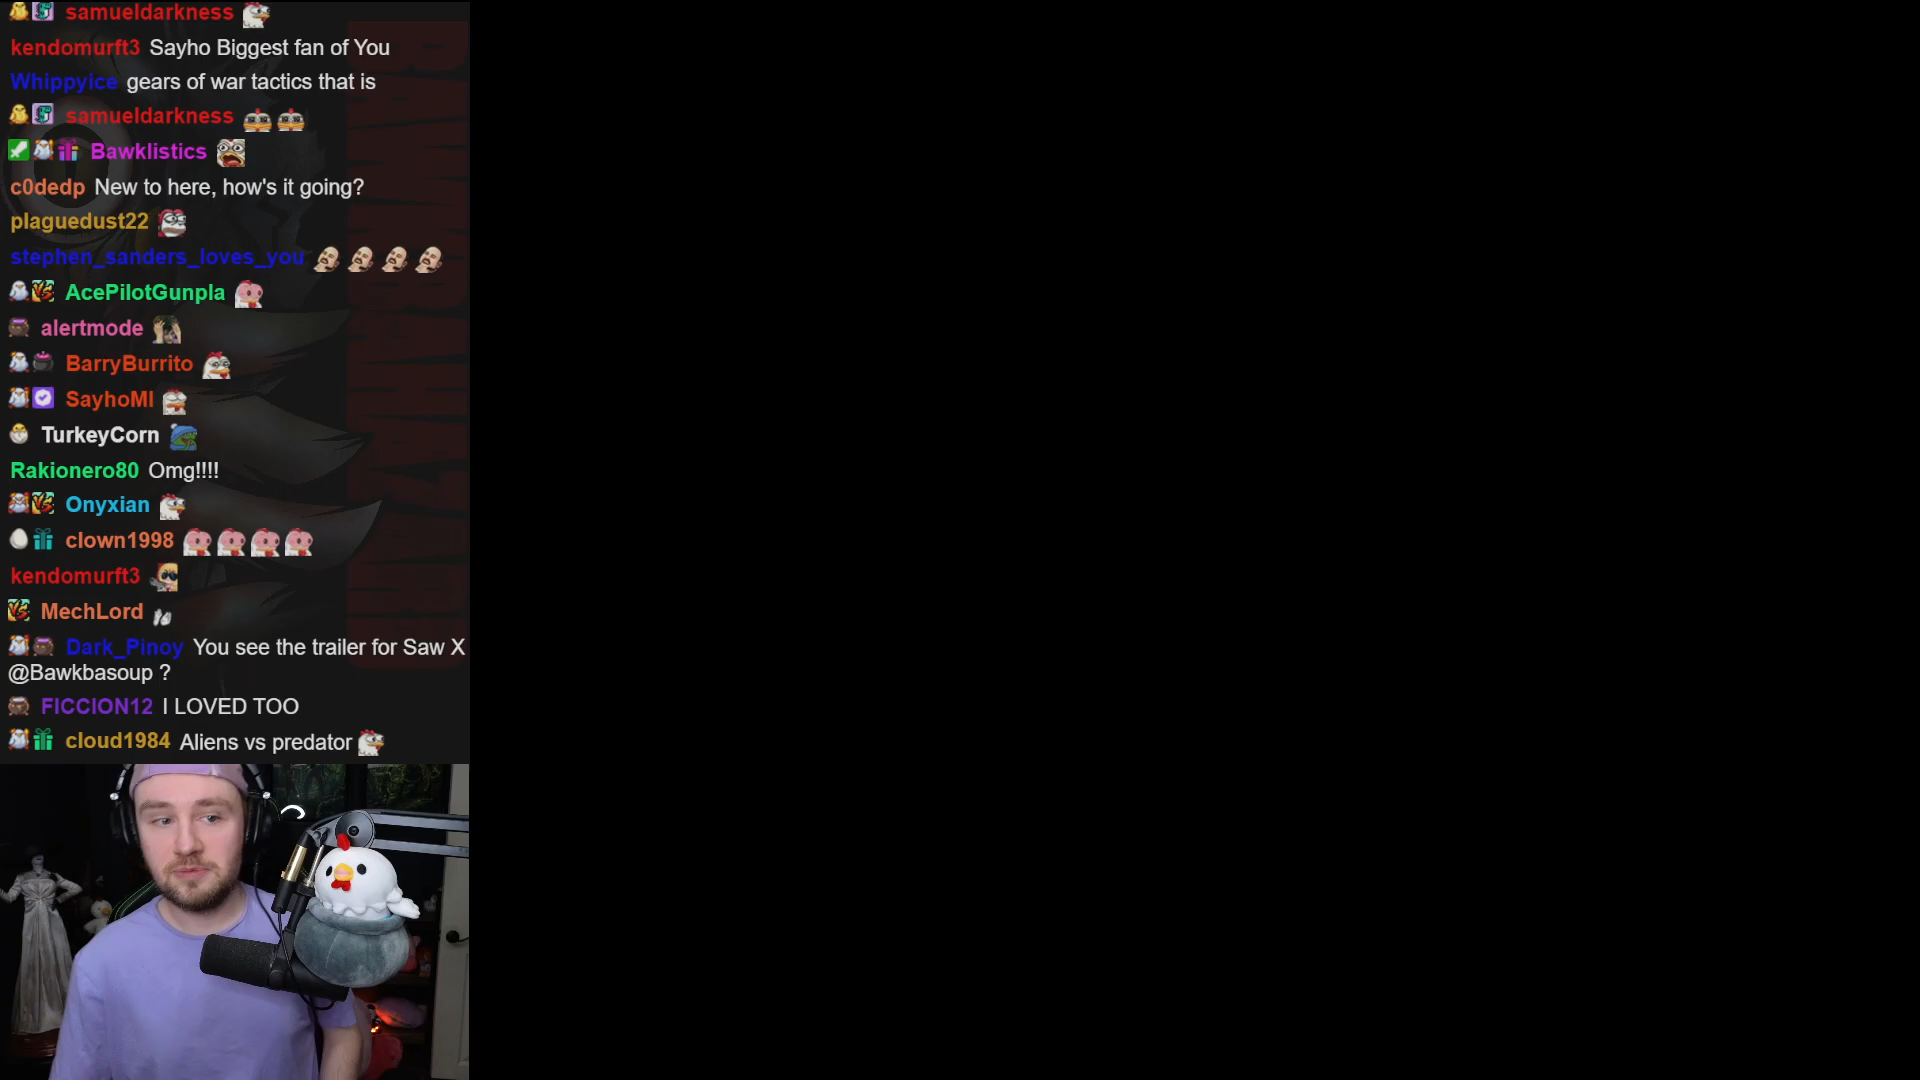 samueldarkness
kendomurft3 Sayho Biggest fan of You
Whippyice gears of war tactics that is
samueldarkness
Bawklistics
c0dedp New to here, how's it going?
plaguedust22
stephen_sanders_loves_you
AcePilotGunpla
alertmode
BarryBurrito
SayhoMI
TurkeyCorn
Rakionero80 Omg!!!!
Onyxian
clown1998
kendomurft3
MechLord
Dark_Pinoy You see the trailer for Saw X
@Bawkbasoup ?
FICCION12 I LOVED TOO
cloud1984 Aliens vs predator